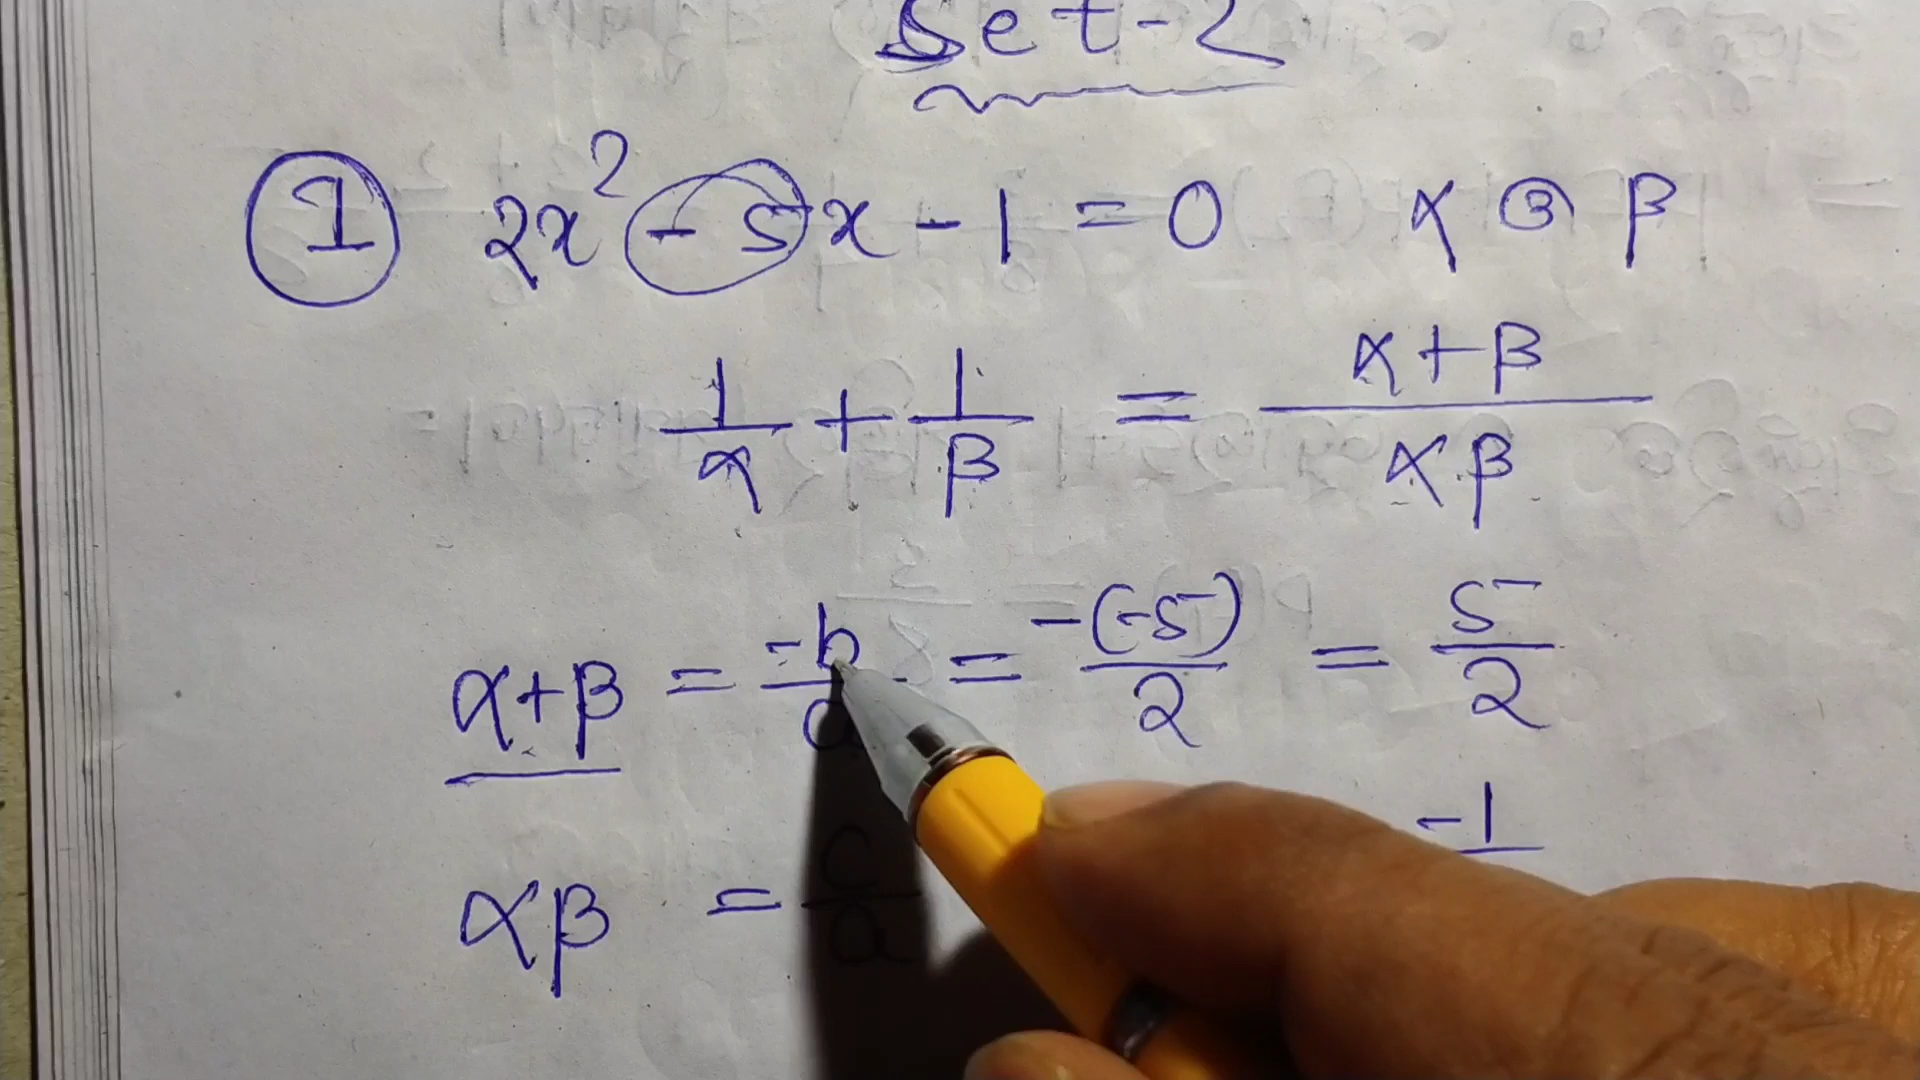 Set-2
① 2x² - 5x - 1 = 0 α ও β
1/α + 1/β = α+β/αβ
α+β = -b/a = -(-5)/2 = 5/2
αβ = c/a -1